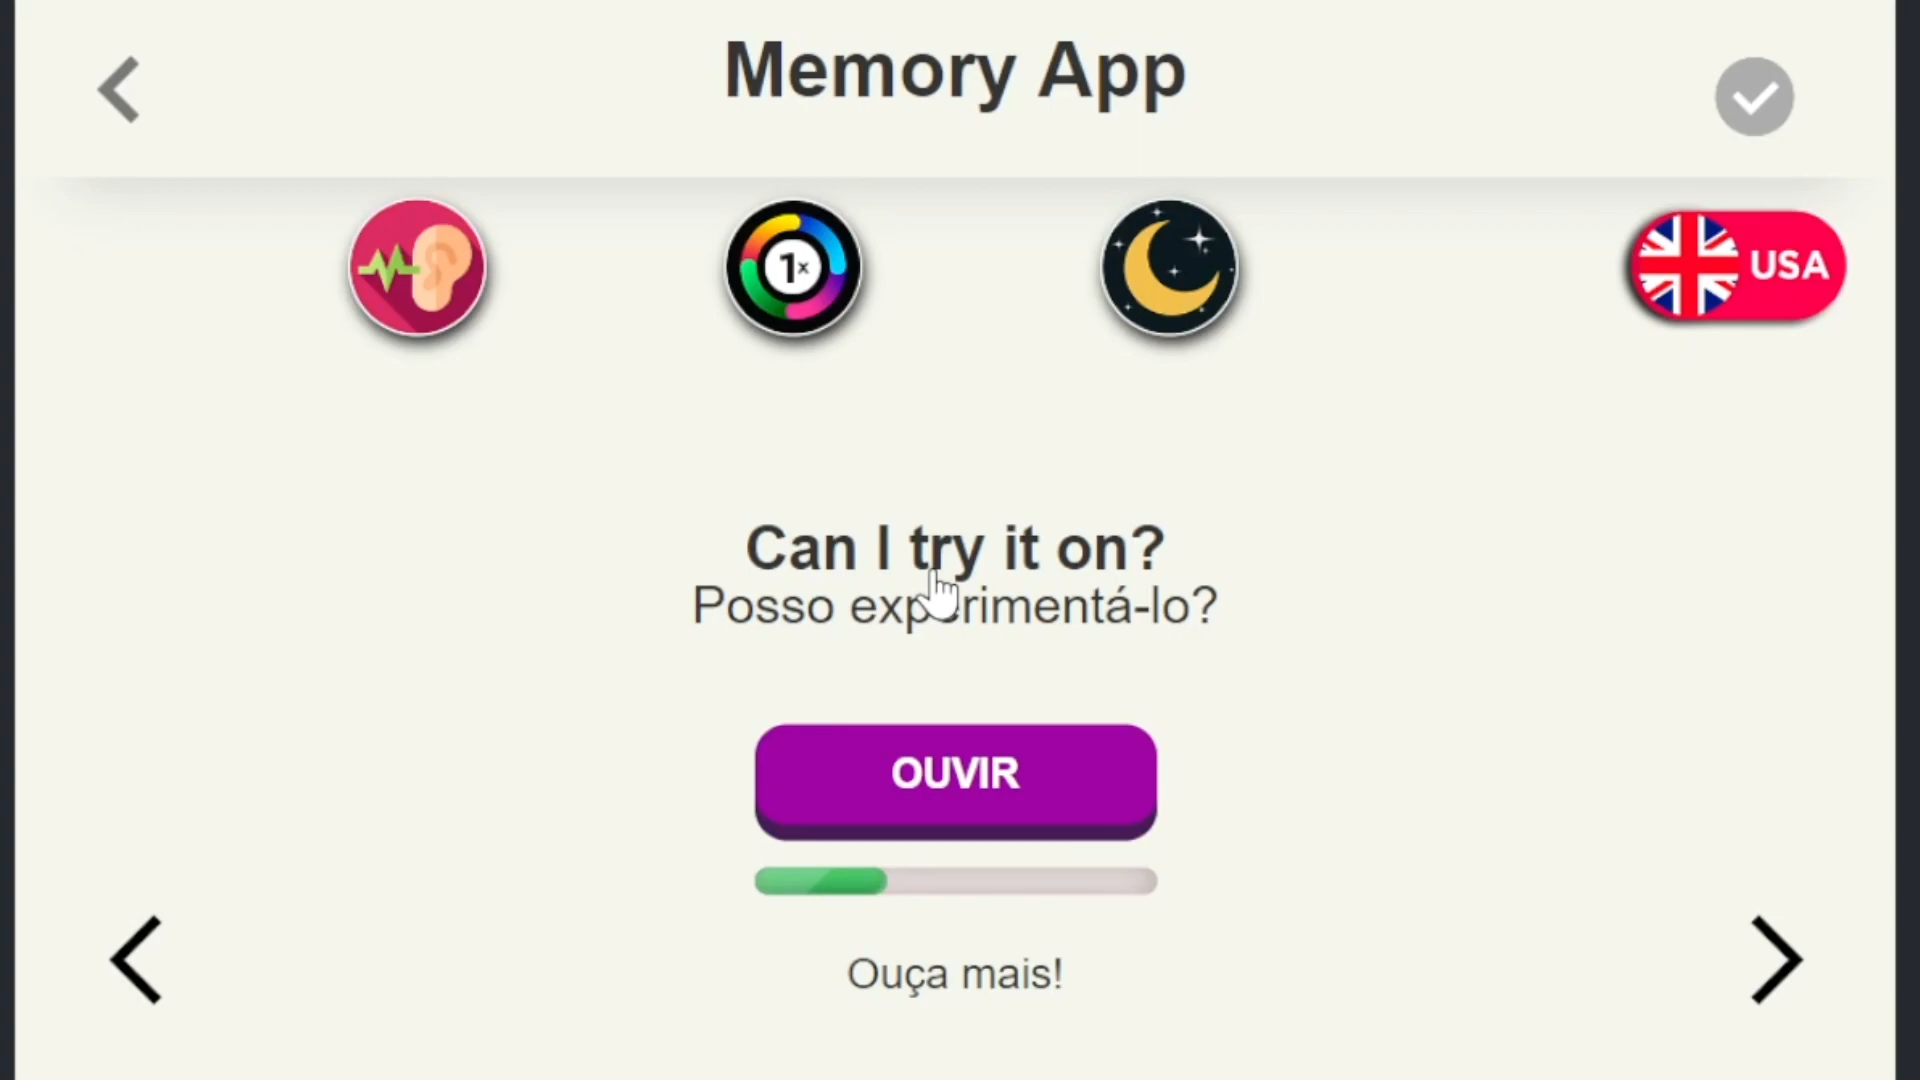 Memory App
1x
USA
Can I try it on?
Posso experimentá-lo?
OUVIR
Ouça mais!